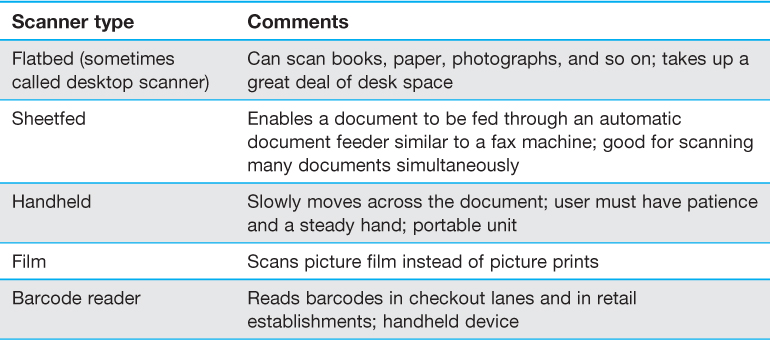 Scanner type Comments
Flatbed (sometimes Can scan books, paper, photographs, and so on; takes up a
called desktop scanner) great deal of desk space
Sheetfed Enables a document to be fed through an automatic
document feeder similar to a fax machine; good for scanning
many documents simultaneously
Handheld Slowly moves across the document; user must have patience
and a steady hand; portable unit
Film Scans picture film instead of picture prints
Barcode reader Reads barcodes in checkout lanes and in retail
establishments; handheld device